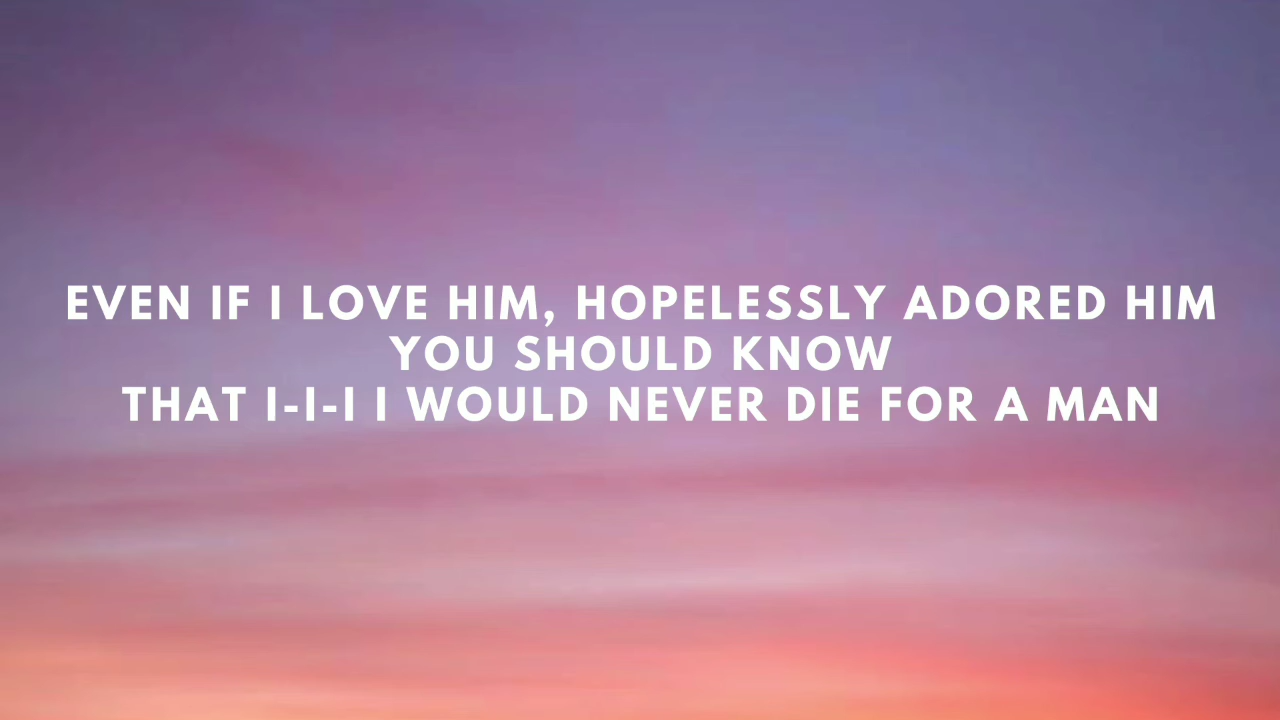 EVEN IF I LOVE HIM, HOPELESSLY ADORED HIM
YOU SHOULD KNOW
THAT I-I-I I WOULD NEVER DIE FOR A MAN